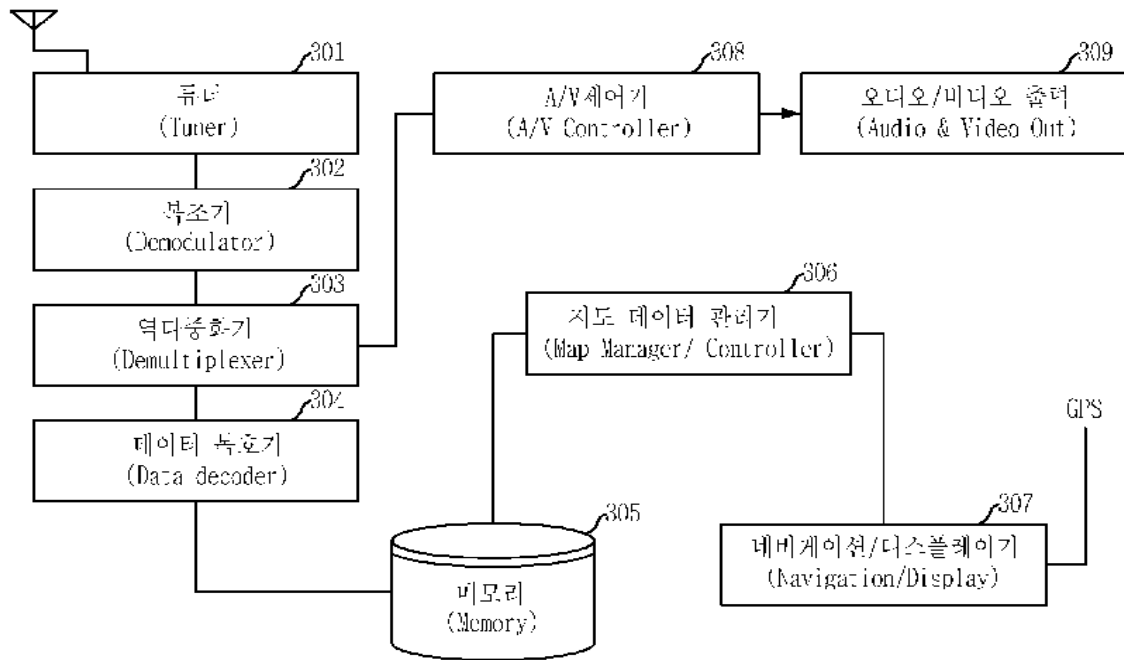 301
튜너
(Tuner)
302
복조기
(Demodulator)
303
역다중화기
(Demultiplexer)
304
데이터 복호기
(Data decoder)
305
메모리
(Memory)
306
지도 데이터 관리기
(Map Manager/ Controller)
307
네비게이션/디스플레이기
(Navigation/Display)
GPS
308
A/V제어기
(A/V Controller)
309
오디오/비디오 출력
(Audio & Video Out)